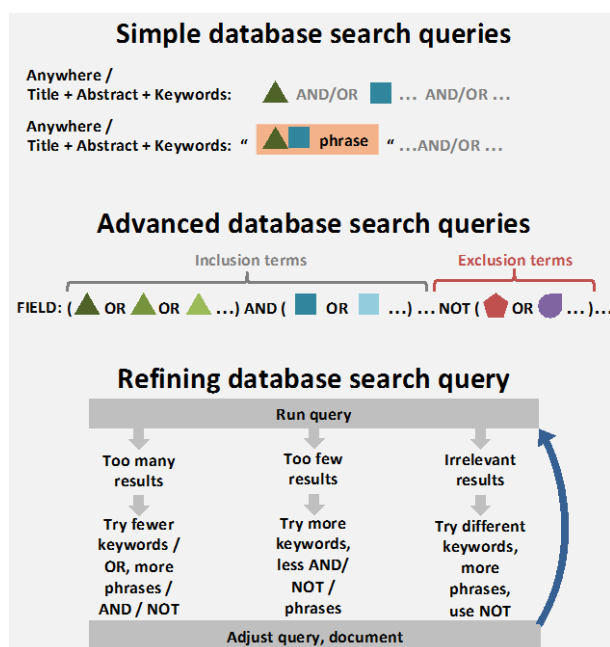 Simple database search queries
Anywhere /
Title + Abstract + Keywords: AND/OR ... AND/OR ...
Anywhere /
Title + Abstract + Keywords: “ phrase “ ...AND/OR ...
Advanced database search queries
Inclusion terms Exclusion terms
FIELD: ( OR OR ...) AND ( OR ...) ... NOT ( OR ...)...
Refining database search query
Run query
Too many
results
Try fewer
keywords /
OR, more
phrases /
AND / NOT
Too few
results
Try more
keywords,
less AND/
NOT /
phrases
Irrelevant
results
Try different
keywords,
more
phrases,
use NOT
Adjust query, document